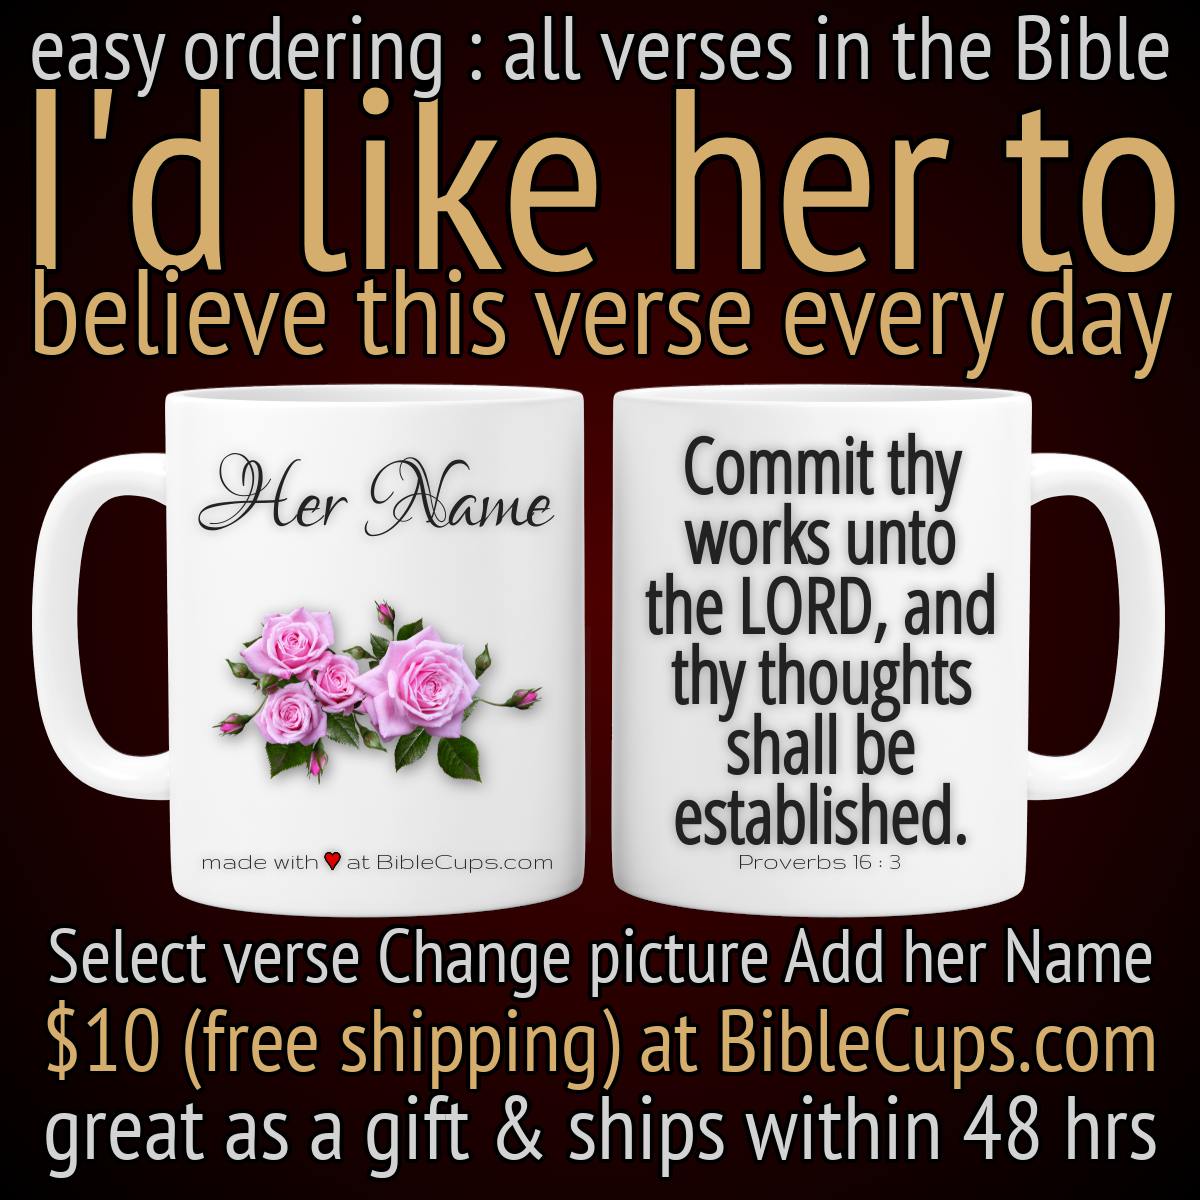 easy ordering : all verses in the Bible
I'd like her to
believe this verse every day
Her Name
made with at BibleCups.com
Commit thy
works unto
the LORD, and
thy thoughts
shall be
established.
Proverbs 16 : 3
Select verse Change picture Add her Name
$10 (free shipping) at BibleCups.com
great as a gift & ships within 48 hrs